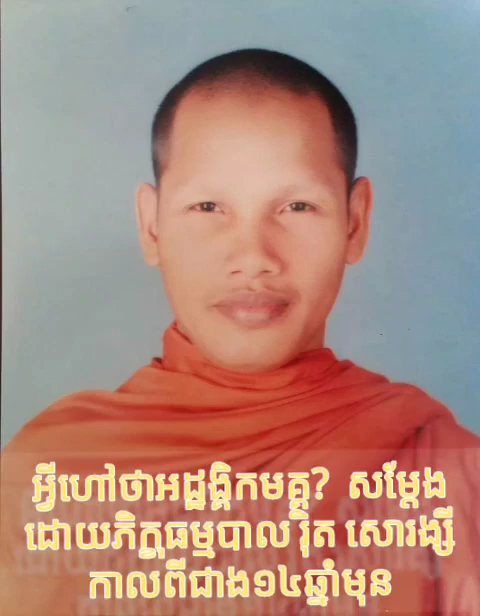 អ្វីហៅថាអដ្ឋង្គិកមគ្គ? សម្តែង
ដោយភិក្ខុធម្មបាល រ៉ុត សោរង្សី
កាលពីជាង១៤ឆ្នាំមុន